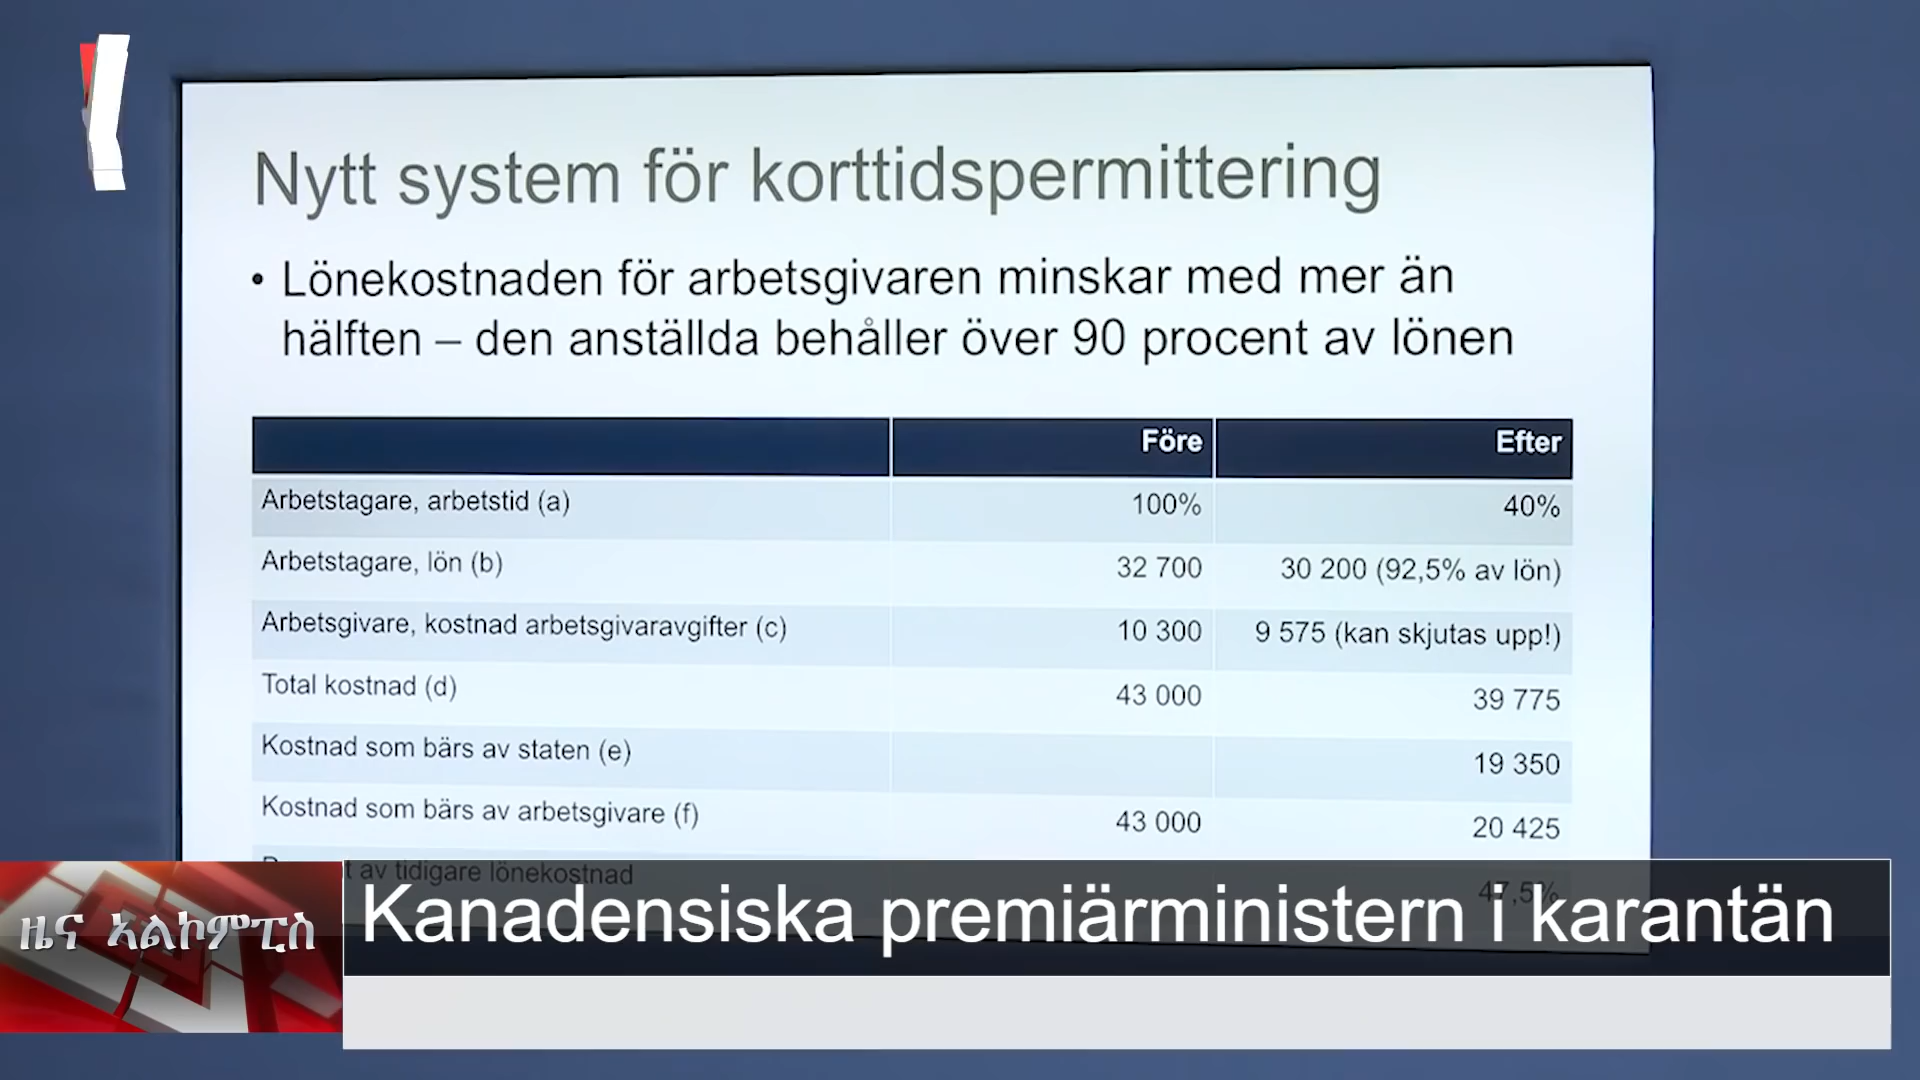 Nytt system för korttidspermittering
• Lönekostnaden för arbetsgivaren minskar med mer än
hälften – den anställda behåller över 90 procent av lönen
Före Efter
Arbetstagare, arbetstid (a) 100% 40%
Arbetstagare, lön (b) 32 700 30 200 (92,5% av lön)
Arbetsgivare, kostnad arbetsgivaravgifter (c) 10 300 9 575 (kan skjutas upp!)
Total kostnad (d) 43 000 39 775
Kostnad som bärs av staten (e) 19 350
Kostnad som bärs av arbetsgivare (f) 43 000 20 425
av tidigare lönekostnad 47,5%
ዜና አልኮምፒስ
Kanadensiska premiärministern i karantän